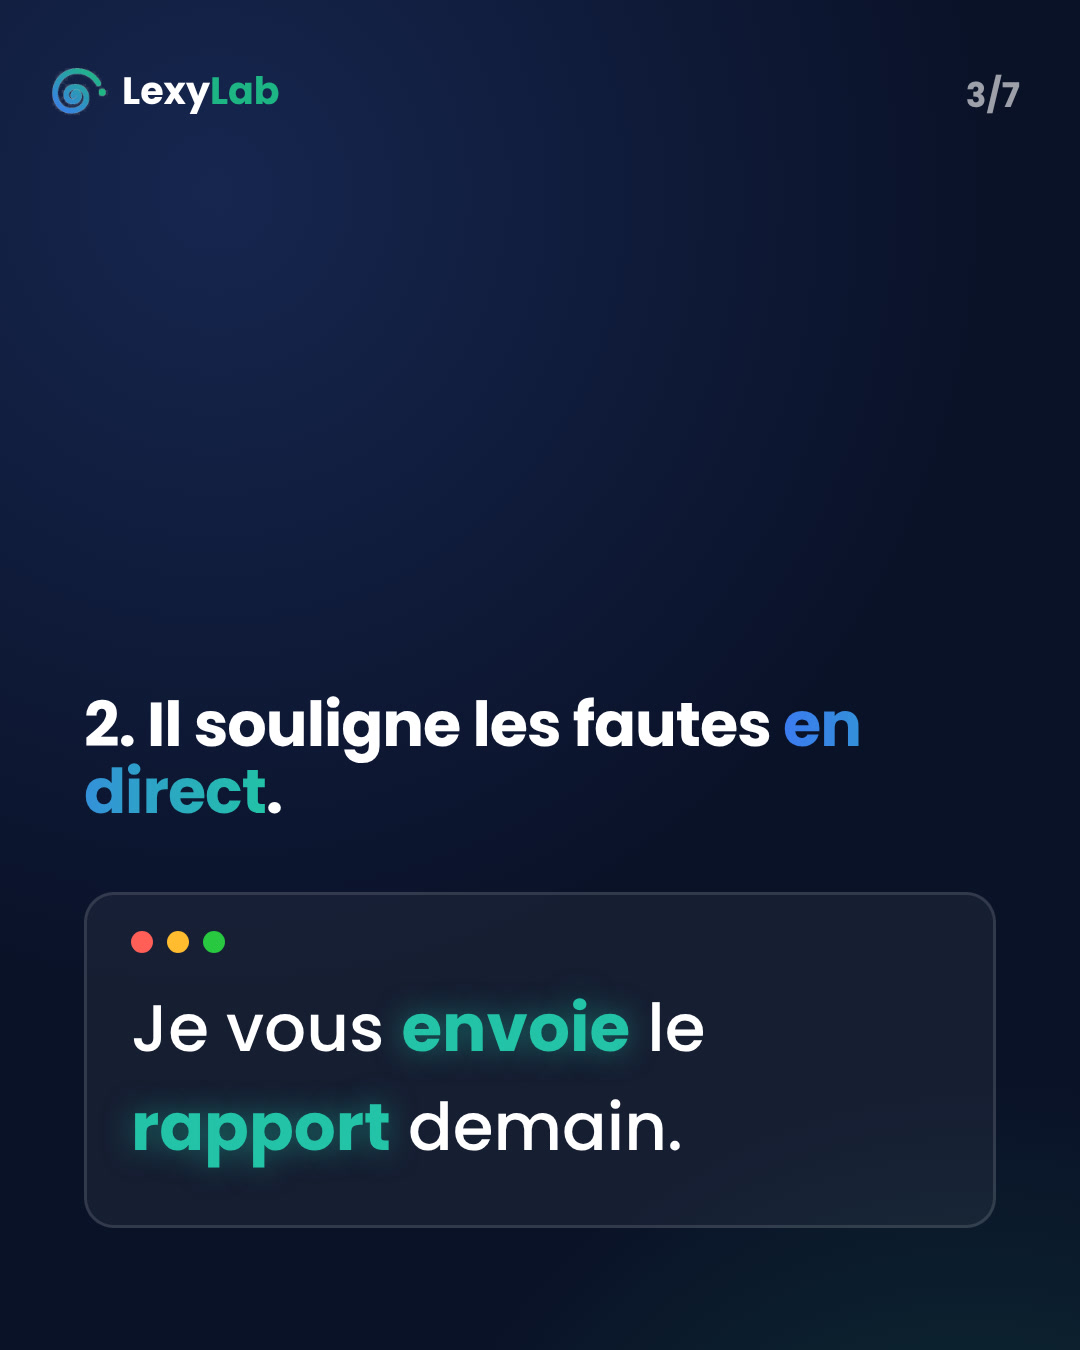 LexyLab
3/7
2. Il souligne les fautes en
direct.
Je vous envoie le
rapport demain.